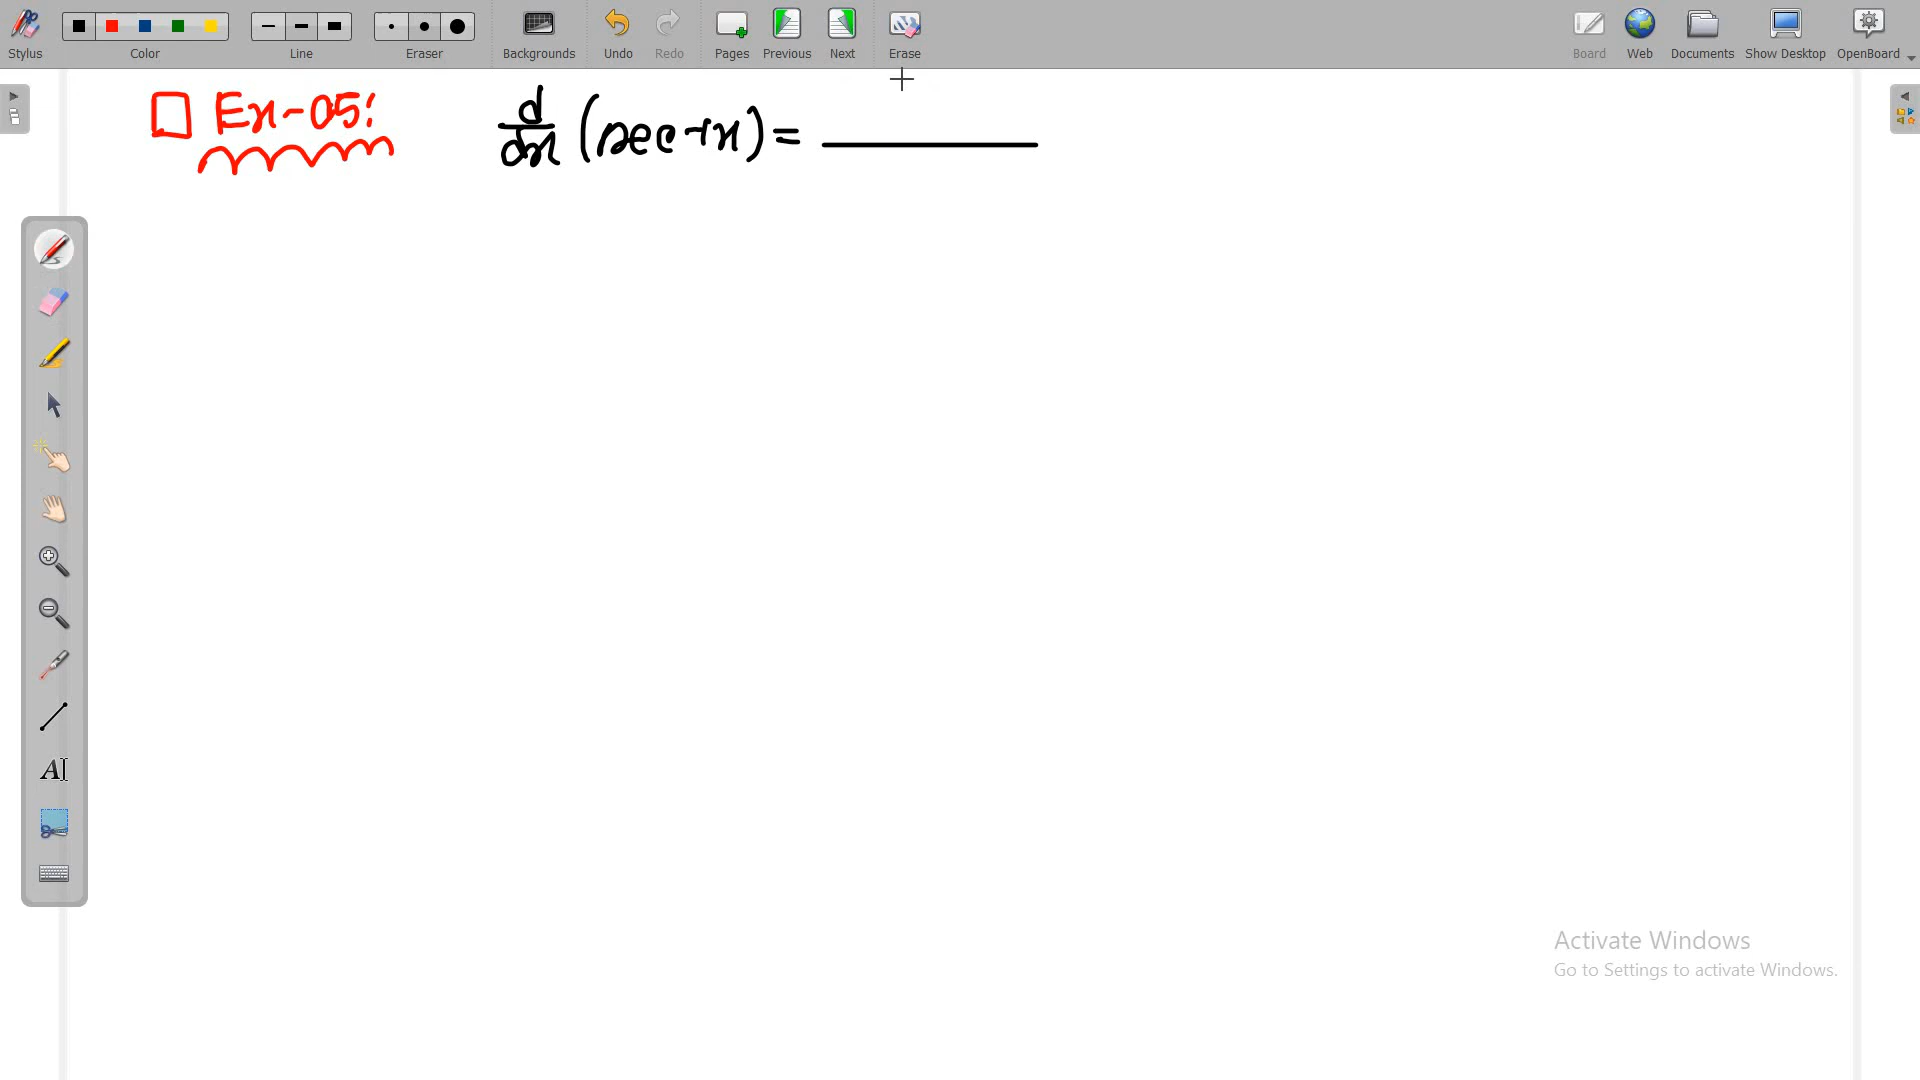 Stylus
Color
Line
Eraser
Backgrounds
Undo
Redo
Pages
Previous
Next
Erase
Board
Web
Documents
Show Desktop
OpenBoard
Ex-05:
d/dx (sec-1x) = ________
AI
Activate Windows
Go to Settings to activate Windows.